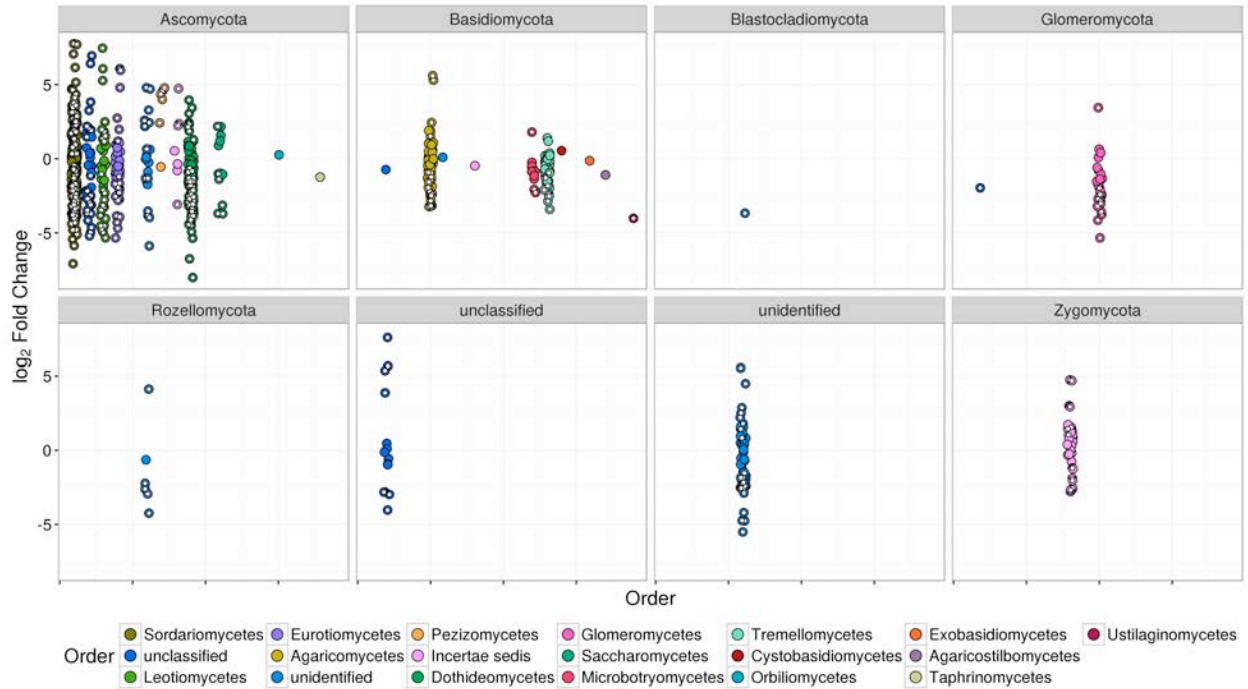 Ascomycota Basidiomycota Blastocladiomycota Glomeromycota
5
0
-5
Rozellomycota unclassified unidentified Zygomycota
5
0
-5
log2 Fold Change
Order
Order
Sordariomycetes Eurotiomycetes Pezizomycetes Glomeromycetes Tremellomycetes Exobasidiomycetes Ustilaginomycetes
unclassified Agaricomycetes Incertae sedis Saccharomycetes Cystobasidiomycetes Agaricostilbomycetes
Leotiomycetes unidentified Dothideomycetes Microbotryomycetes Orbiliomycetes Taphrinomycetes